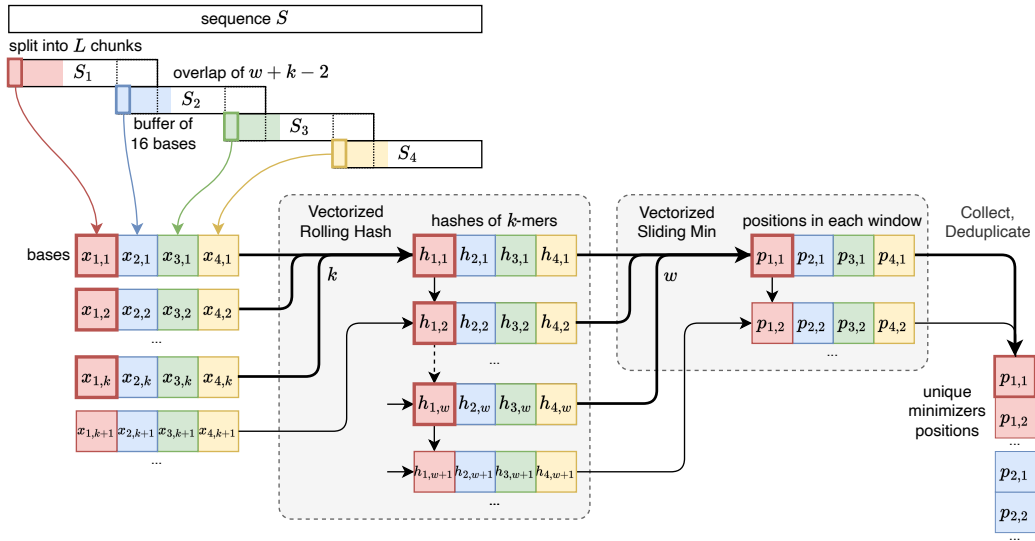 sequence S
split into L chunks
S₁
overlap of w + k − 2
S₂
buffer of
16 bases
S₃
S₄
Vectorized
Rolling Hash
hashes of k-mers
Vectorized
Sliding Min
positions in each window
Collect,
Deduplicate
bases
x₁,₁ x₂,₁ x₃,₁ x₄,₁
k
h₁,₁ h₂,₁ h₃,₁ h₄,₁
w
p₁,₁ p₂,₁ p₃,₁ p₄,₁
x₁,₂ x₂,₂ x₃,₂ x₄,₂
...
h₁,₂ h₂,₂ h₃,₂ h₄,₂
...
p₁,₂ p₂,₂ p₃,₂ p₄,₂
...
x₁,ₖ x₂,ₖ x₃,ₖ x₄,ₖ
h₁,w h₂,w h₃,w h₄,w
x₁,ₖ₊₁ x₂,ₖ₊₁ x₃,ₖ₊₁ x₄,ₖ₊₁
...
h₁,w₊₁ h₂,w₊₁ h₃,w₊₁ h₄,w₊₁
...
unique
minimizers
positions
p₁,₁
p₁,₂
...
p₂,₁
p₂,₂
...